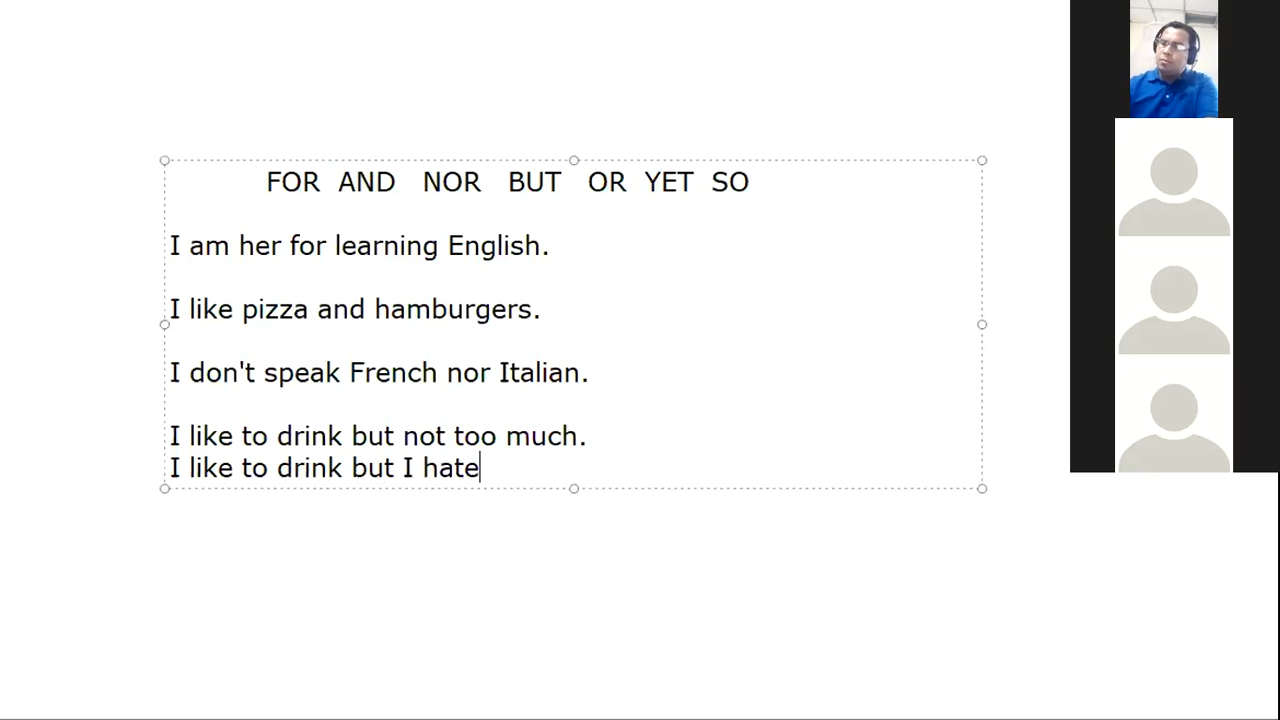 FOR AND NOR BUT OR YET SO
I am her for learning English.
I like pizza and hamburgers.
I don't speak French nor Italian.
I like to drink but not too much.
I like to drink but I hate